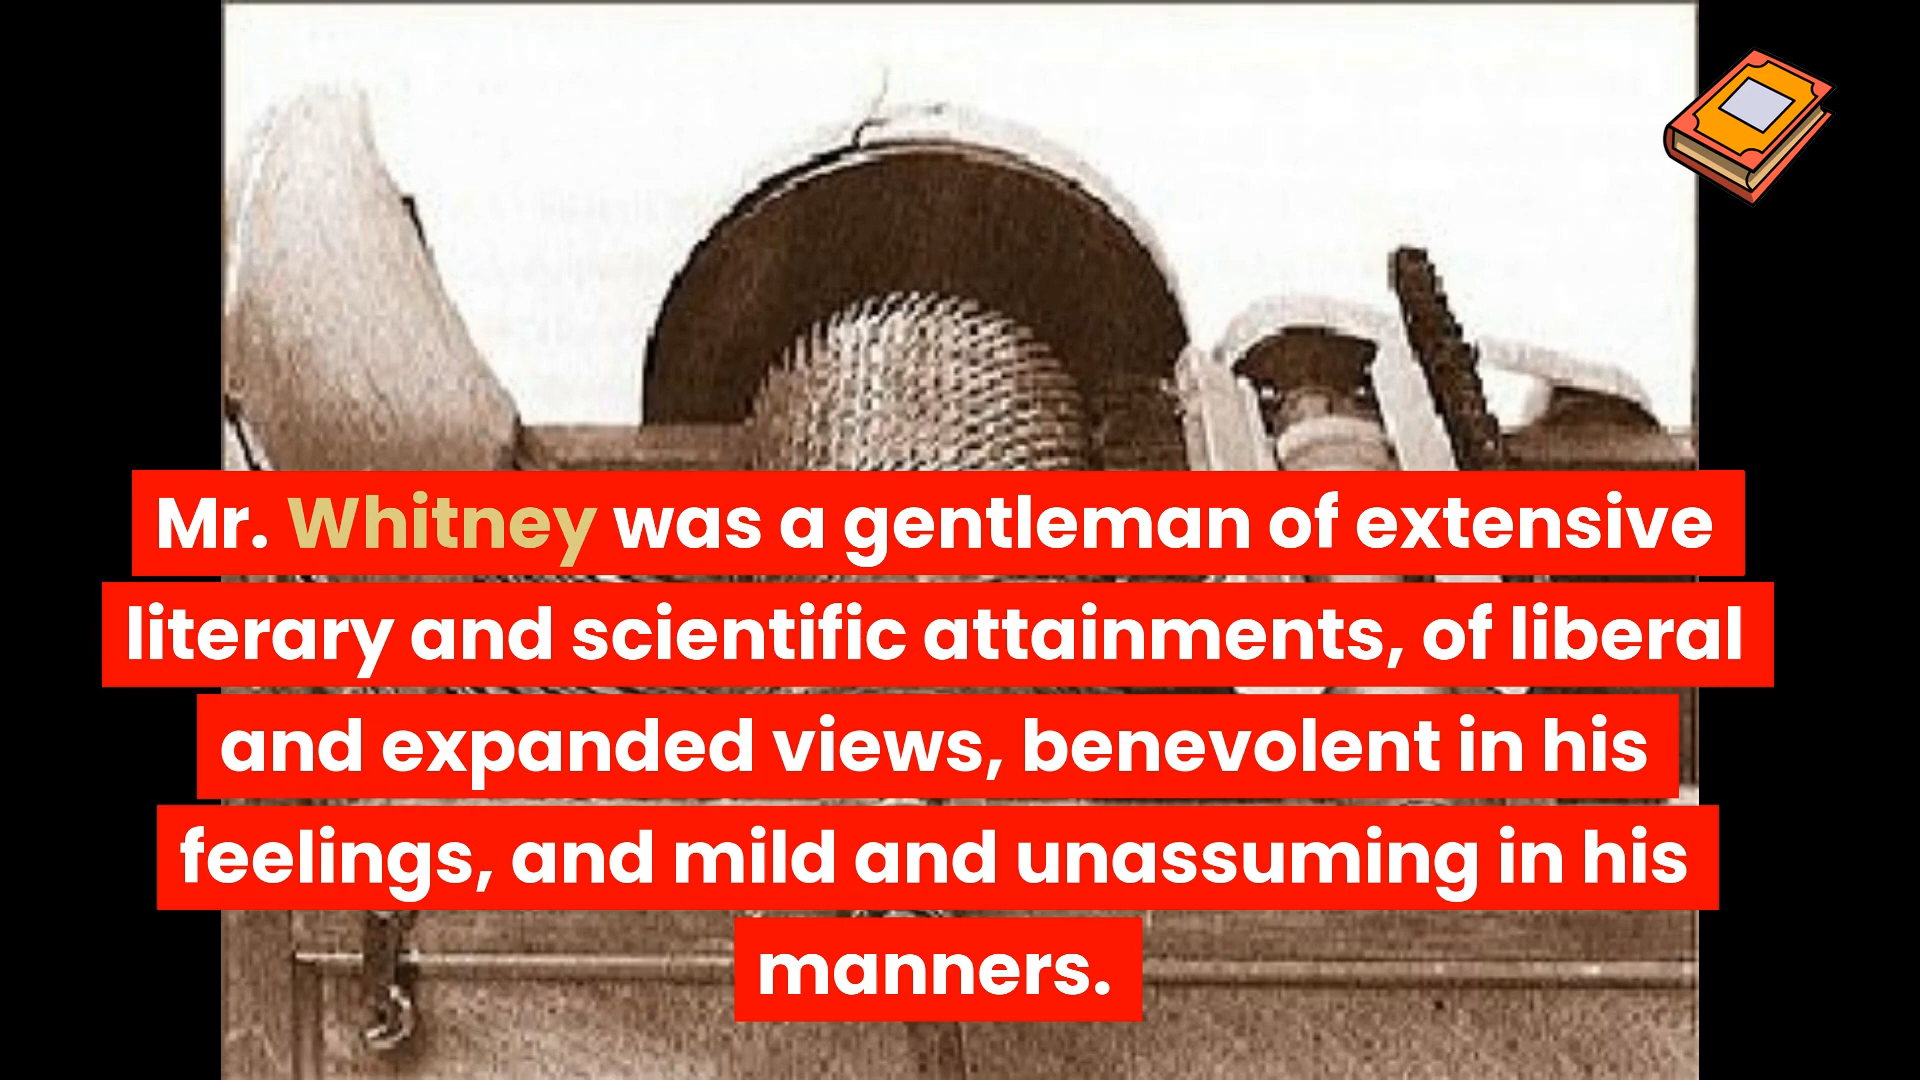 Mr. Whitney was a gentleman of extensive
literary and scientific attainments, of liberal
and expanded views, benevolent in his
feelings, and mild and unassuming in his
manners.